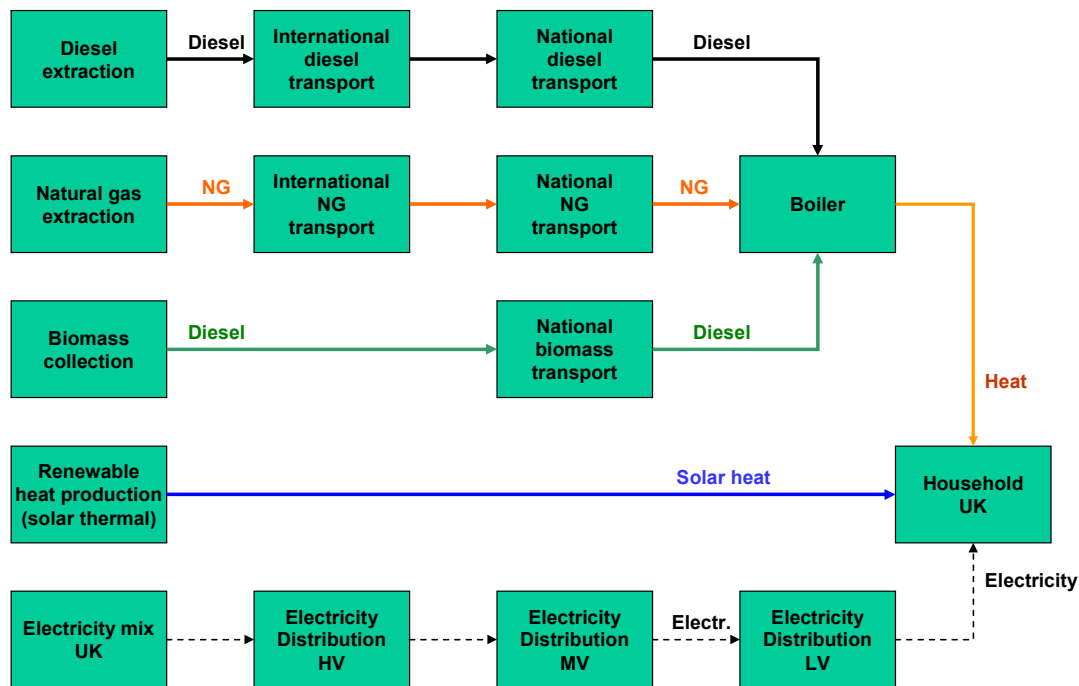 Diesel
extraction
Diesel
International
diesel
transport
National
diesel
transport
Diesel
Natural gas
extraction
NG
International
NG
transport
National
NG
transport
NG
Boiler
Biomass
collection
Diesel
National
biomass
transport
Diesel
Heat
Renewable
heat production
(solar thermal)
Solar heat
Household
UK
Electricity mix
UK
Electricity
Distribution
HV
Electricity
Distribution
MV
Electr.
Electricity
Distribution
LV
Electricity